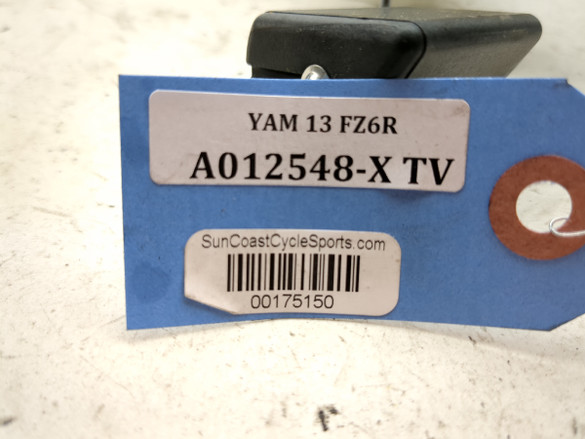 YAM 13 FZ6R
A012548-X TV
SunCoastCycleSports.com
00175150